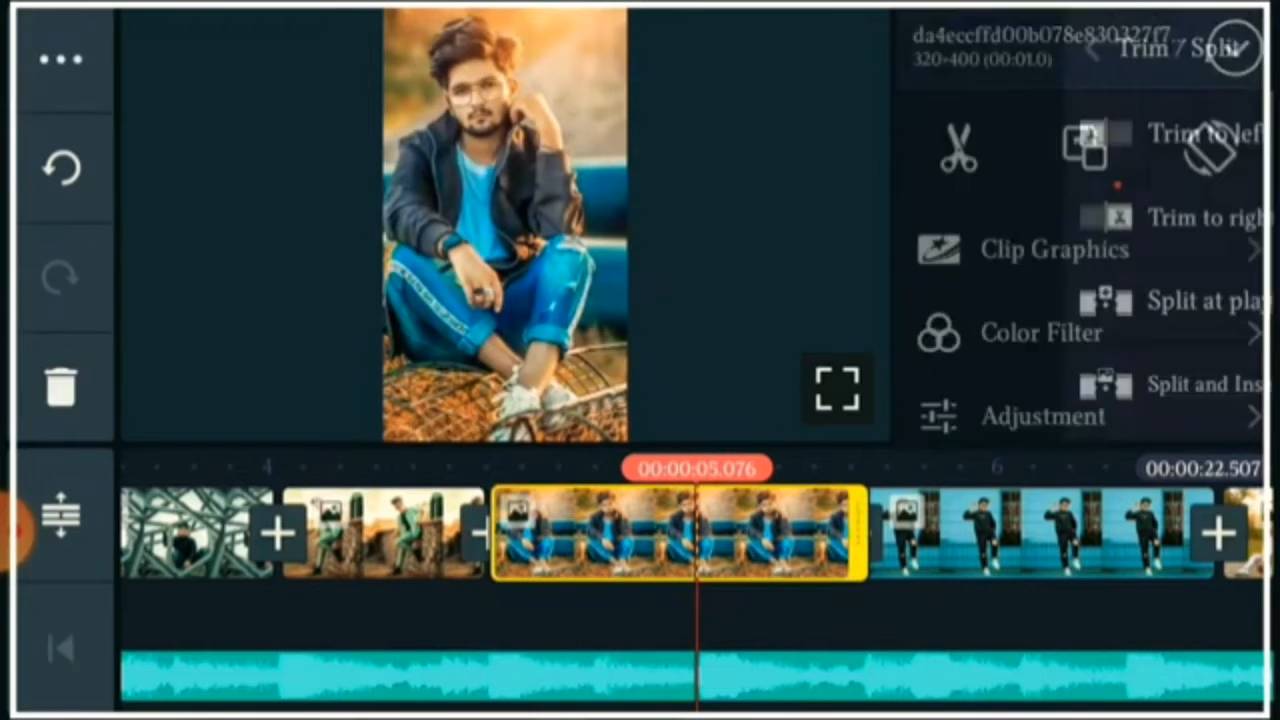 da4eccffd00b078e830327f7
320×400 (00:01.0)
Trim / Split
Trim to lef
Trim to righ
Clip Graphics
Split at pla
Color Filter
Split and Ins
Adjustment
4
00:00:05.076
6
00:00:22.507